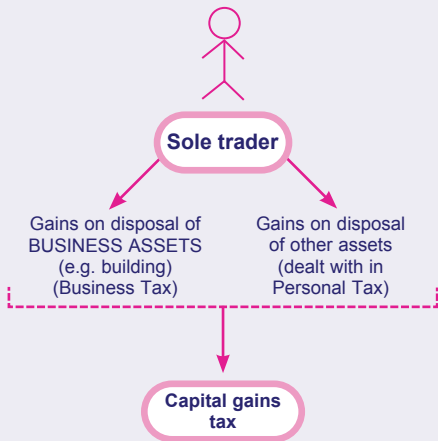 Sole trader
Gains on disposal of
BUSINESS ASSETS
(e.g. building)
(Business Tax)
Gains on disposal
of other assets
(dealt with in
Personal Tax)
Capital gains
tax